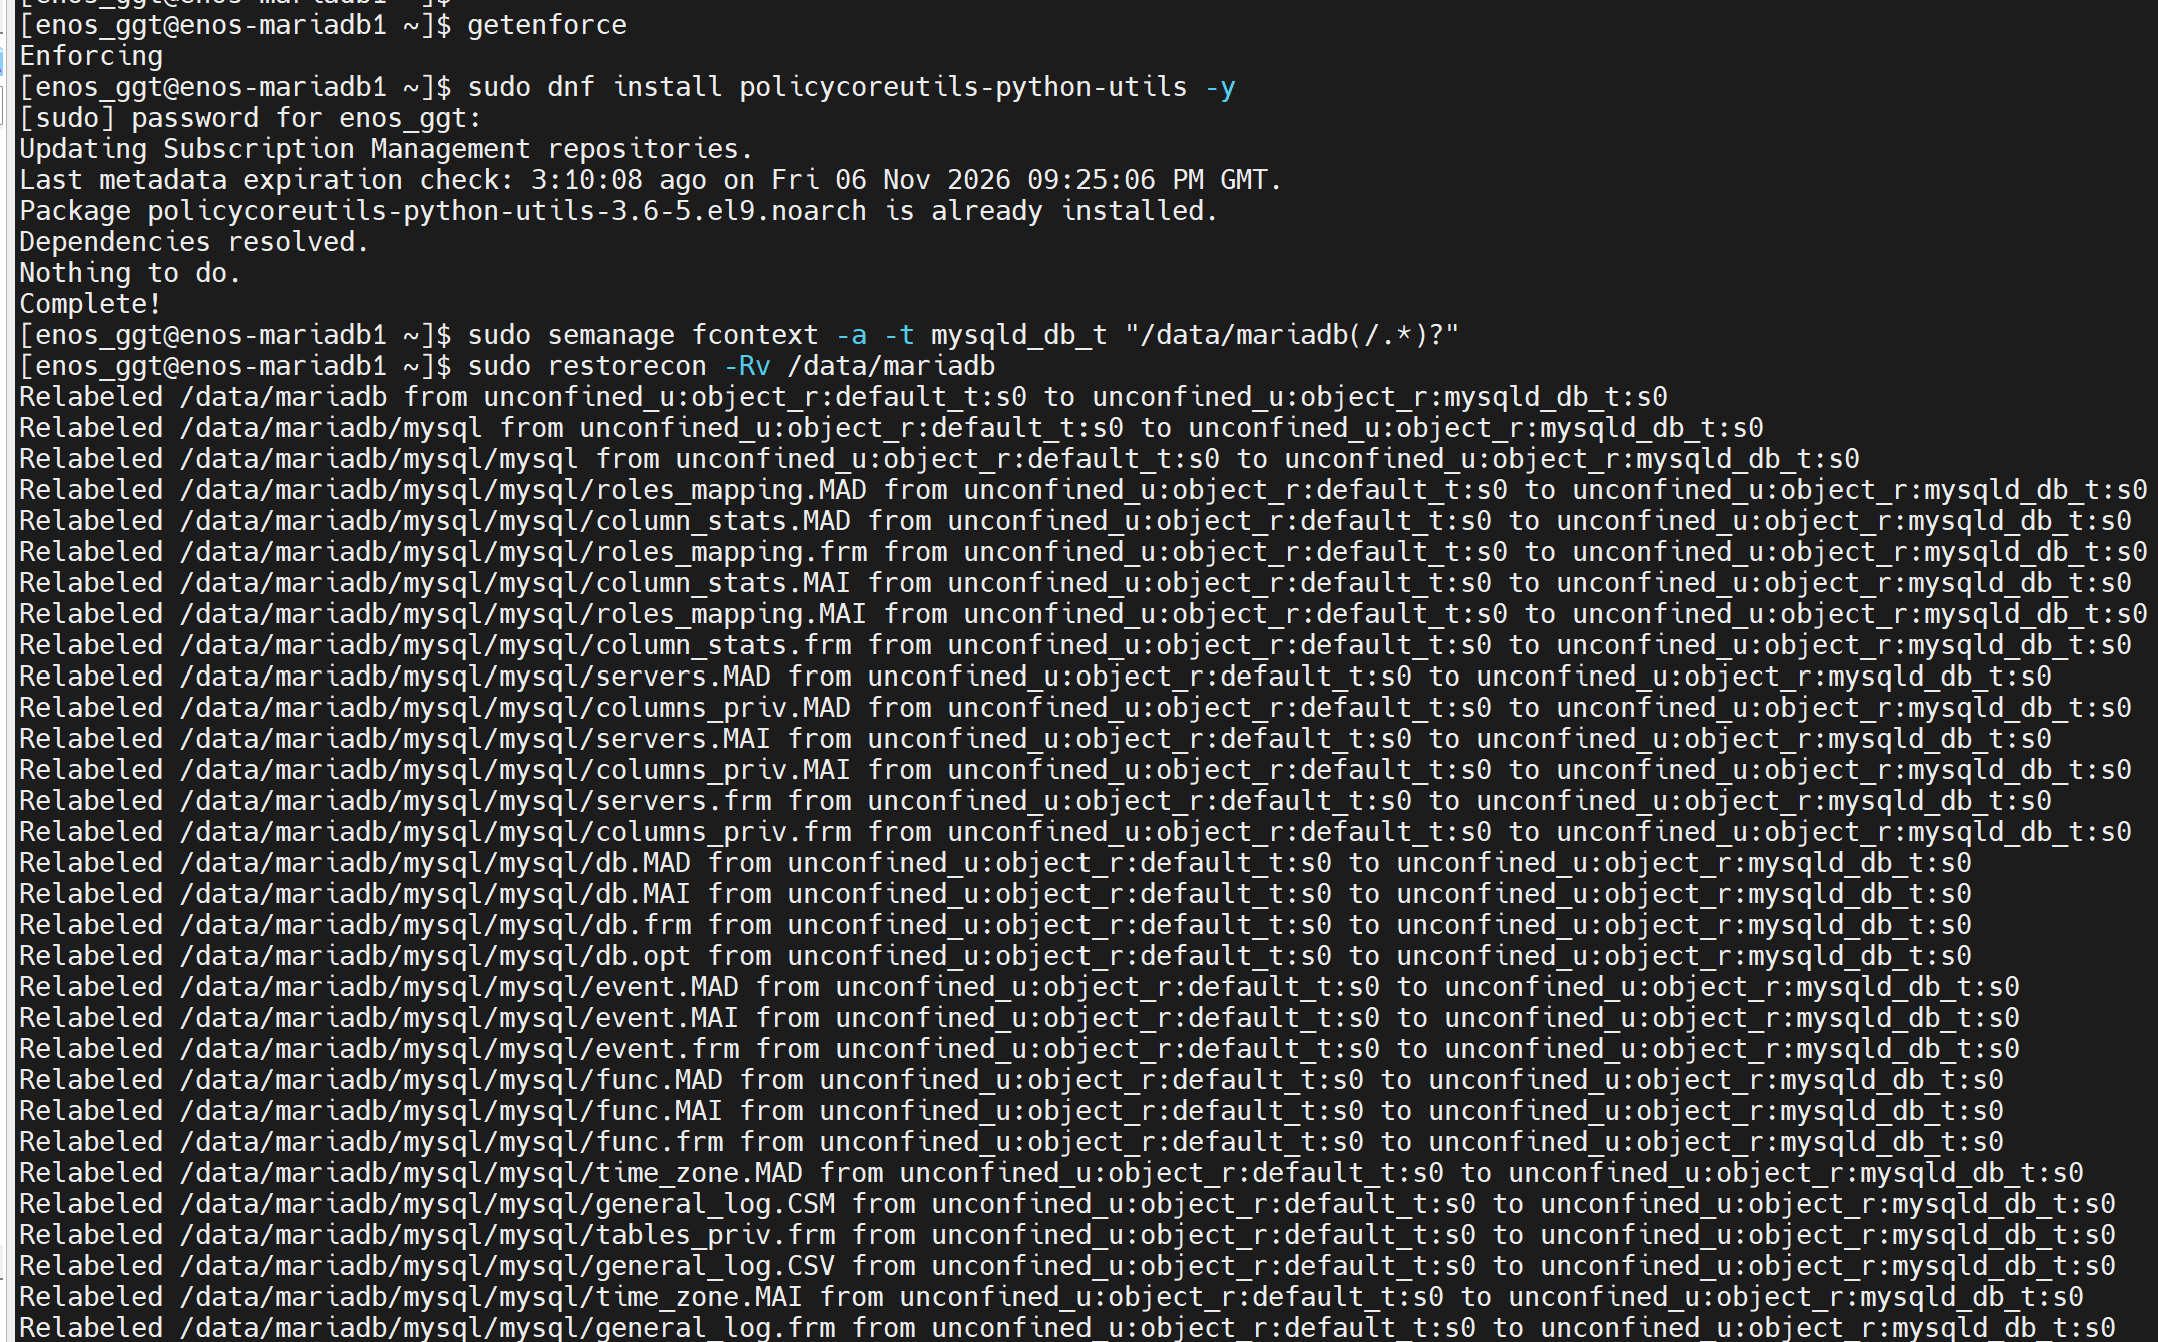 [enos_ggt@enos-mariadb1 ~]$
[enos_ggt@enos-mariadb1 ~]$ getenforce
Enforcing
[enos_ggt@enos-mariadb1 ~]$ sudo dnf install policycoreutils-python-utils -y
[sudo] password for enos_ggt:
Updating Subscription Management repositories.
Last metadata expiration check: 3:10:08 ago on Fri 06 Nov 2026 09:25:06 PM GMT.
Package policycoreutils-python-utils-3.6-5.el9.noarch is already installed.
Dependencies resolved.
Nothing to do.
Complete!
[enos_ggt@enos-mariadb1 ~]$ sudo semanage fcontext -a -t mysqld_db_t "/data/mariadb(/.*)?"
[enos_ggt@enos-mariadb1 ~]$ sudo restorecon -Rv /data/mariadb
Relabeled /data/mariadb from unconfined_u:object_r:default_t:s0 to unconfined_u:object_r:mysqld_db_t:s0
Relabeled /data/mariadb/mysql from unconfined_u:object_r:default_t:s0 to unconfined_u:object_r:mysqld_db_t:s0
Relabeled /data/mariadb/mysql/mysql from unconfined_u:object_r:default_t:s0 to unconfined_u:object_r:mysqld_db_t:s0
Relabeled /data/mariadb/mysql/mysql/roles_mapping.MAD from unconfined_u:object_r:default_t:s0 to unconfined_u:object_r:mysqld_db_t:s0
Relabeled /data/mariadb/mysql/mysql/column_stats.MAD from unconfined_u:object_r:default_t:s0 to unconfined_u:object_r:mysqld_db_t:s0
Relabeled /data/mariadb/mysql/mysql/roles_mapping.frm from unconfined_u:object_r:default_t:s0 to unconfined_u:object_r:mysqld_db_t:s0
Relabeled /data/mariadb/mysql/mysql/column_stats.MAI from unconfined_u:object_r:default_t:s0 to unconfined_u:object_r:mysqld_db_t:s0
Relabeled /data/mariadb/mysql/mysql/roles_mapping.MAI from unconfined_u:object_r:default_t:s0 to unconfined_u:object_r:mysqld_db_t:s0
Relabeled /data/mariadb/mysql/mysql/column_stats.frm from unconfined_u:object_r:default_t:s0 to unconfined_u:object_r:mysqld_db_t:s0
Relabeled /data/mariadb/mysql/mysql/servers.MAD from unconfined_u:object_r:default_t:s0 to unconfined_u:object_r:mysqld_db_t:s0
Relabeled /data/mariadb/mysql/mysql/columns_priv.MAD from unconfined_u:object_r:default_t:s0 to unconfined_u:object_r:mysqld_db_t:s0
Relabeled /data/mariadb/mysql/mysql/servers.MAI from unconfined_u:object_r:default_t:s0 to unconfined_u:object_r:mysqld_db_t:s0
Relabeled /data/mariadb/mysql/mysql/columns_priv.MAI from unconfined_u:object_r:default_t:s0 to unconfined_u:object_r:mysqld_db_t:s0
Relabeled /data/mariadb/mysql/mysql/servers.frm from unconfined_u:object_r:default_t:s0 to unconfined_u:object_r:mysqld_db_t:s0
Relabeled /data/mariadb/mysql/mysql/columns_priv.frm from unconfined_u:object_r:default_t:s0 to unconfined_u:object_r:mysqld_db_t:s0
Relabeled /data/mariadb/mysql/mysql/db.MAD from unconfined_u:object_r:default_t:s0 to unconfined_u:object_r:mysqld_db_t:s0
Relabeled /data/mariadb/mysql/mysql/db.MAI from unconfined_u:object_r:default_t:s0 to unconfined_u:object_r:mysqld_db_t:s0
Relabeled /data/mariadb/mysql/mysql/db.frm from unconfined_u:object_r:default_t:s0 to unconfined_u:object_r:mysqld_db_t:s0
Relabeled /data/mariadb/mysql/mysql/db.opt from unconfined_u:object_r:default_t:s0 to unconfined_u:object_r:mysqld_db_t:s0
Relabeled /data/mariadb/mysql/mysql/event.MAD from unconfined_u:object_r:default_t:s0 to unconfined_u:object_r:mysqld_db_t:s0
Relabeled /data/mariadb/mysql/mysql/event.MAI from unconfined_u:object_r:default_t:s0 to unconfined_u:object_r:mysqld_db_t:s0
Relabeled /data/mariadb/mysql/mysql/event.frm from unconfined_u:object_r:default_t:s0 to unconfined_u:object_r:mysqld_db_t:s0
Relabeled /data/mariadb/mysql/mysql/func.MAD from unconfined_u:object_r:default_t:s0 to unconfined_u:object_r:mysqld_db_t:s0
Relabeled /data/mariadb/mysql/mysql/func.MAI from unconfined_u:object_r:default_t:s0 to unconfined_u:object_r:mysqld_db_t:s0
Relabeled /data/mariadb/mysql/mysql/func.frm from unconfined_u:object_r:default_t:s0 to unconfined_u:object_r:mysqld_db_t:s0
Relabeled /data/mariadb/mysql/mysql/time_zone.MAD from unconfined_u:object_r:default_t:s0 to unconfined_u:object_r:mysqld_db_t:s0
Relabeled /data/mariadb/mysql/mysql/general_log.CSM from unconfined_u:object_r:default_t:s0 to unconfined_u:object_r:mysqld_db_t:s0
Relabeled /data/mariadb/mysql/mysql/tables_priv.frm from unconfined_u:object_r:default_t:s0 to unconfined_u:object_r:mysqld_db_t:s0
Relabeled /data/mariadb/mysql/mysql/general_log.CSV from unconfined_u:object_r:default_t:s0 to unconfined_u:object_r:mysqld_db_t:s0
Relabeled /data/mariadb/mysql/mysql/time_zone.MAI from unconfined_u:object_r:default_t:s0 to unconfined_u:object_r:mysqld_db_t:s0
Relabeled /data/mariadb/mysql/mysql/general_log.frm from unconfined_u:object_r:default_t:s0 to unconfined_u:object_r:mysqld_db_t:s0